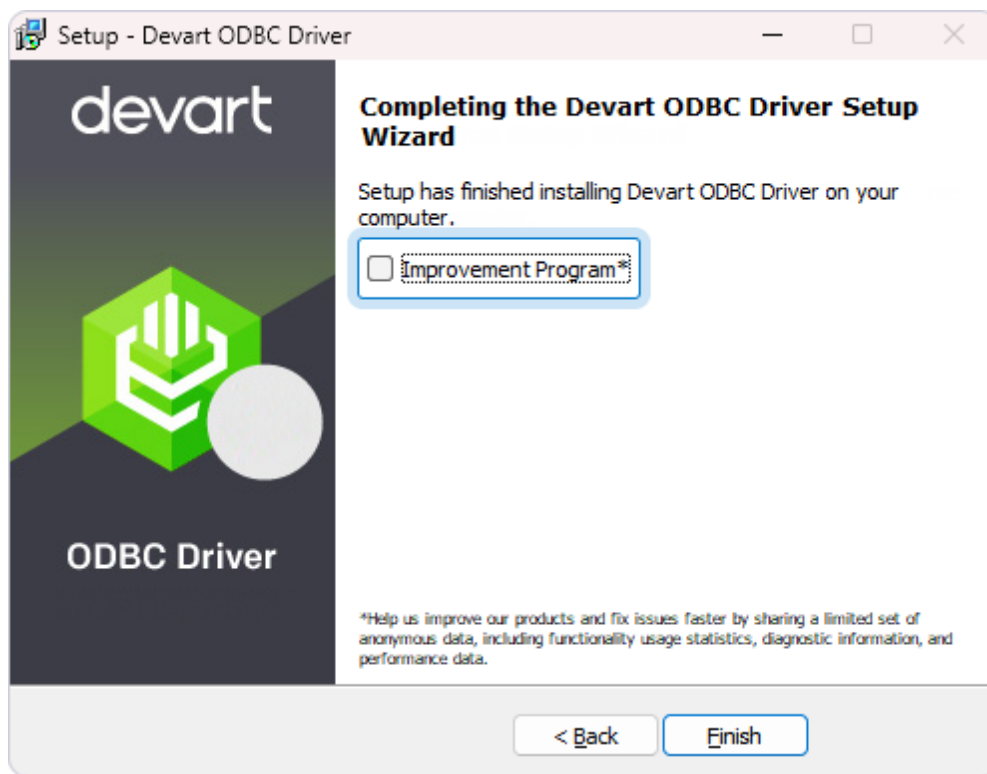 Setup - Devart ODBC Driver
devart
ODBC Driver
Completing the Devart ODBC Driver Setup
Wizard
Setup has finished installing Devart ODBC Driver on your
computer.
Improvement Program*
*Help us improve our products and fix issues faster by sharing a limited set of
anonymous data, including functionality usage statistics, diagnostic information, and
performance data.
< Back
Finish